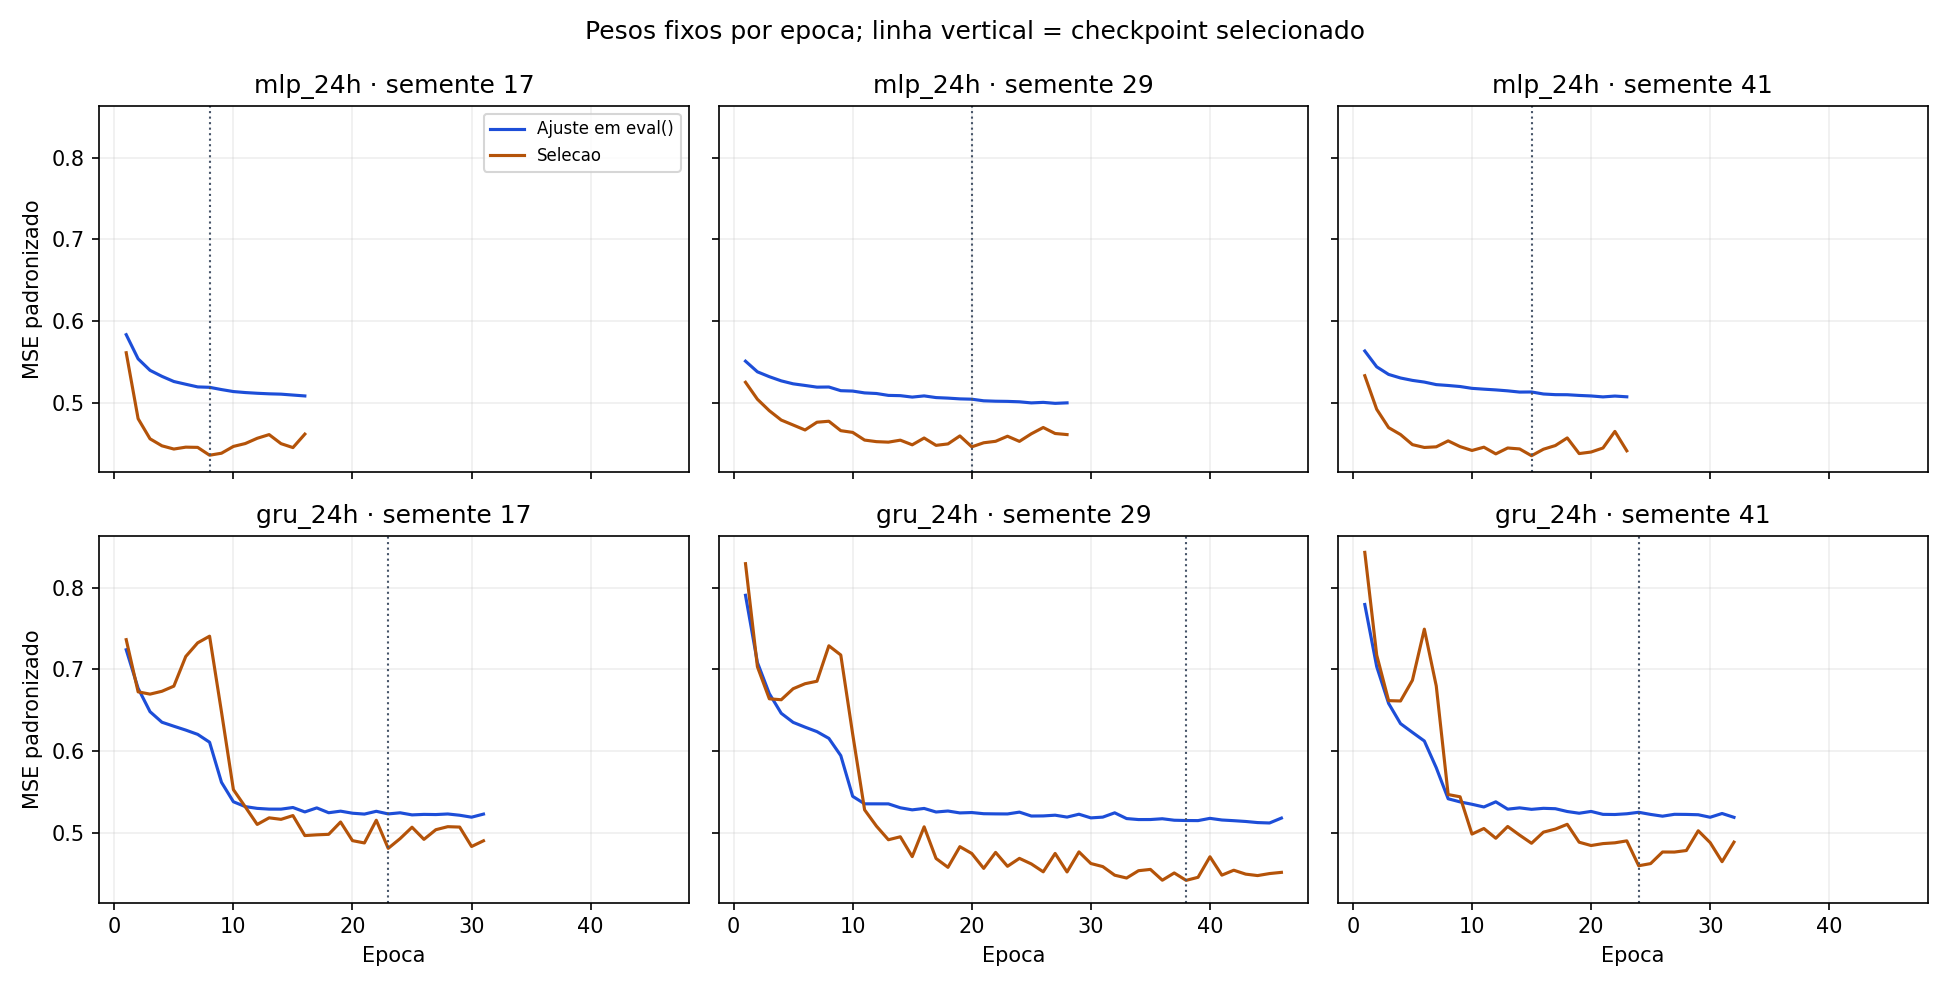 Pesos fixos por epoca; linha vertical = checkpoint selecionado
mlp_24h · semente 17
mlp_24h · semente 29
mlp_24h · semente 41
Ajuste em eval()
Selecao
MSE padronizado
0.8
0.7
0.6
0.5
gru_24h · semente 17
gru_24h · semente 29
gru_24h · semente 41
MSE padronizado
0.8
0.7
0.6
0.5
0 10 20 30 40
0 10 20 30 40
0 10 20 30 40
Epoca
Epoca
Epoca